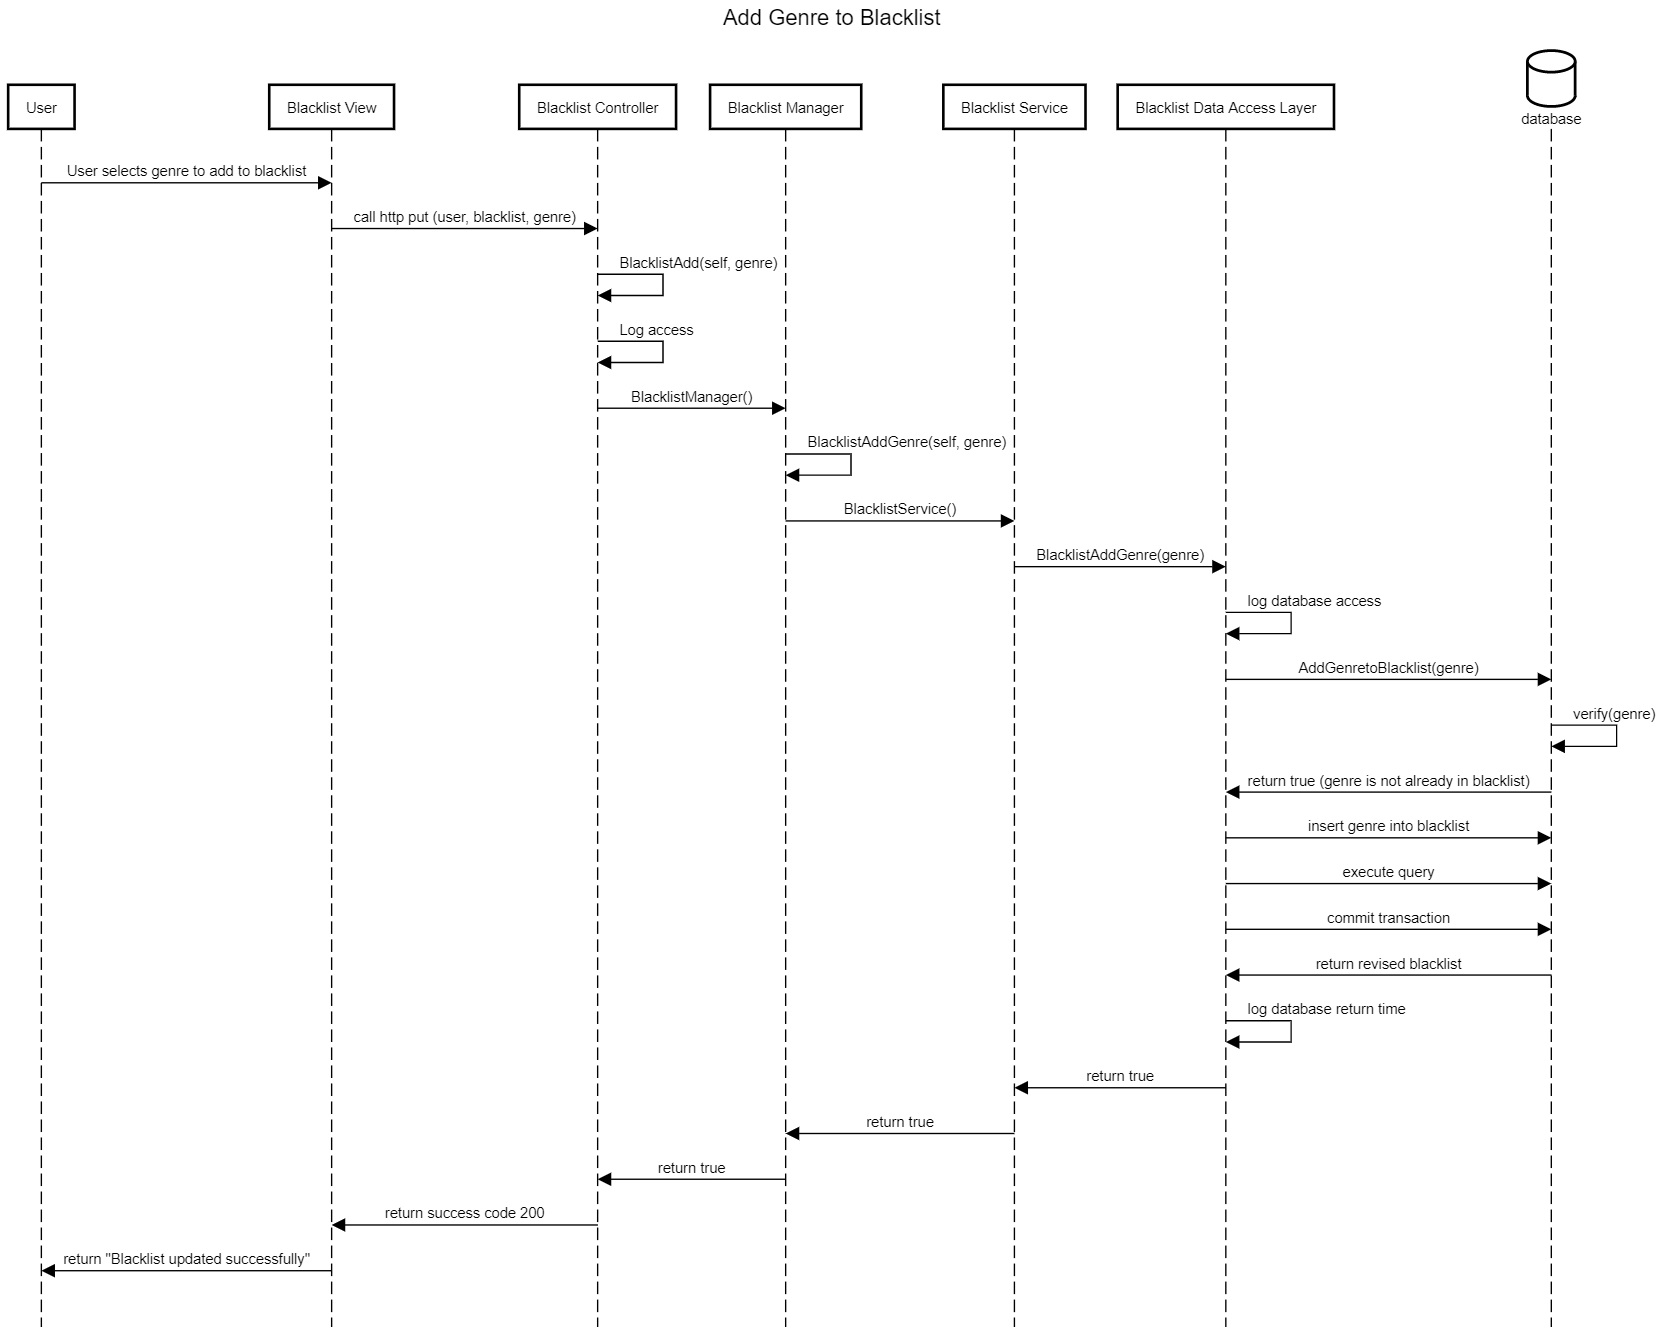 Add Genre to Blacklist
User
Blacklist View
Blacklist Controller
Blacklist Manager
Blacklist Service
Blacklist Data Access Layer
database
User selects genre to add to blacklist
call http put (user, blacklist, genre)
BlacklistAdd(self, genre)
Log access
BlacklistManager()
BlacklistAddGenre(self, genre)
BlacklistService()
BlacklistAddGenre(genre)
log database access
AddGenretoBlacklist(genre)
verify(genre)
return true (genre is not already in blacklist)
insert genre into blacklist
execute query
commit transaction
return revised blacklist
log database return time
return true
return true
return true
return success code 200
return "Blacklist updated successfully"